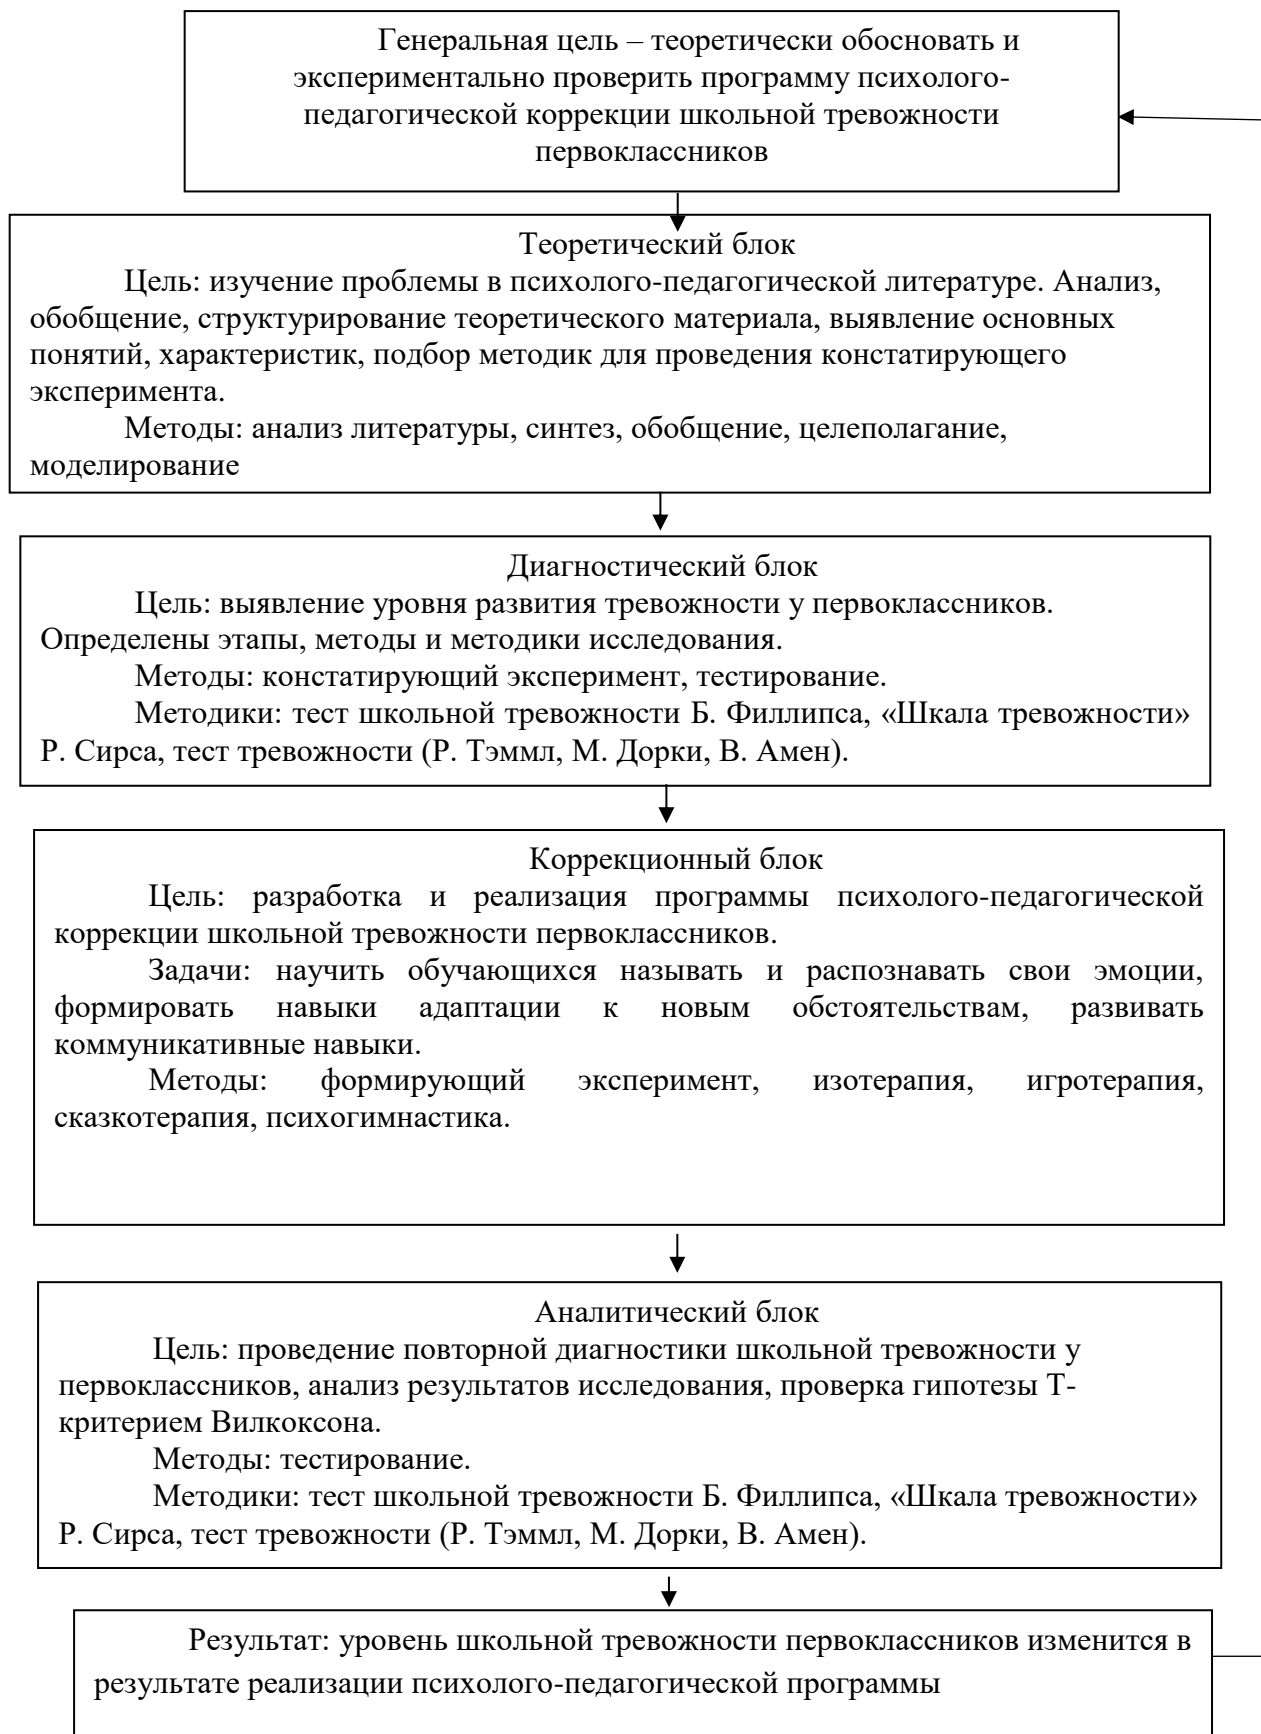 Генеральная цель – теоретически обосновать и
экспериментально проверить программу психолого-
педагогической коррекции школьной тревожности
первоклассников
Теоретический блок
Цель: изучение проблемы в психолого-педагогической литературе. Анализ,
обобщение, структурирование теоретического материала, выявление основных
понятий, характеристик, подбор методик для проведения констатирующего
эксперимента.
Методы: анализ литературы, синтез, обобщение, целеполагание,
моделирование
Диагностический блок
Цель: выявление уровня развития тревожности у первоклассников.
Определены этапы, методы и методики исследования.
Методы: констатирующий эксперимент, тестирование.
Методики: тест школьной тревожности Б. Филлипса, «Шкала тревожности»
Р. Сирса, тест тревожности (Р. Тэммл, М. Дорки, В. Амен).
Коррекционный блок
Цель: разработка и реализация программы психолого-педагогической
коррекции школьной тревожности первоклассников.
Задачи: научить обучающихся называть и распознавать свои эмоции,
формировать навыки адаптации к новым обстоятельствам, развивать
коммуникативные навыки.
Методы: формирующий эксперимент, изотерапия, игротерапия,
сказкотерапия, психогимнастика.
Аналитический блок
Цель: проведение повторной диагностики школьной тревожности у
первоклассников, анализ результатов исследования, проверка гипотезы Т-
критерием Вилкоксона.
Методы: тестирование.
Методики: тест школьной тревожности Б. Филлипса, «Шкала тревожности»
Р. Сирса, тест тревожности (Р. Тэммл, М. Дорки, В. Амен).
Результат: уровень школьной тревожности первоклассников изменится в
результате реализации психолого-педагогической программы